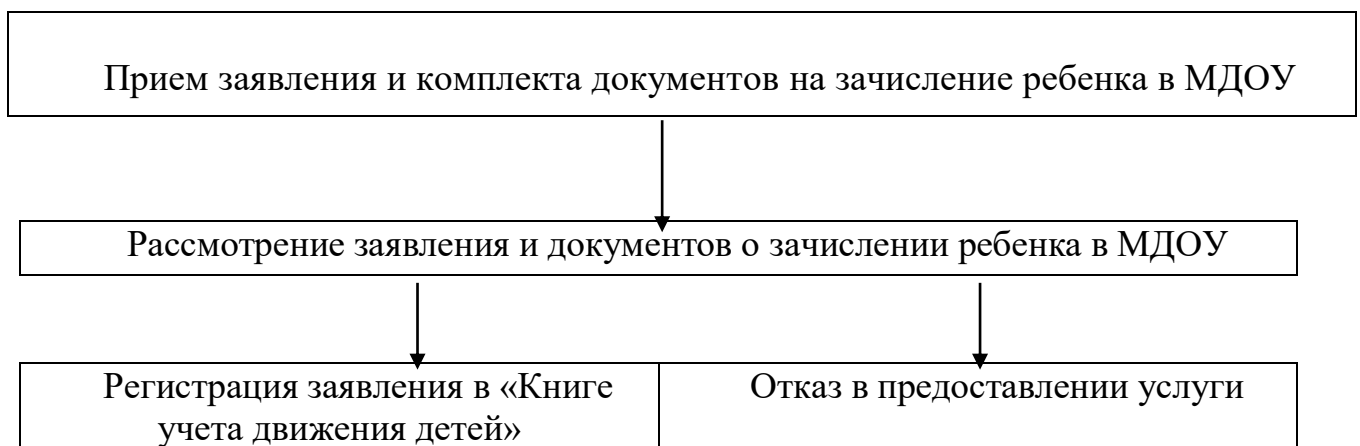 Прием заявления и комплекта документов на зачисление ребенка в МДОУ
Рассмотрение заявления и документов о зачислении ребенка в МДОУ
Регистрация заявления в «Книге
учета движения детей»
Отказ в предоставлении услуги